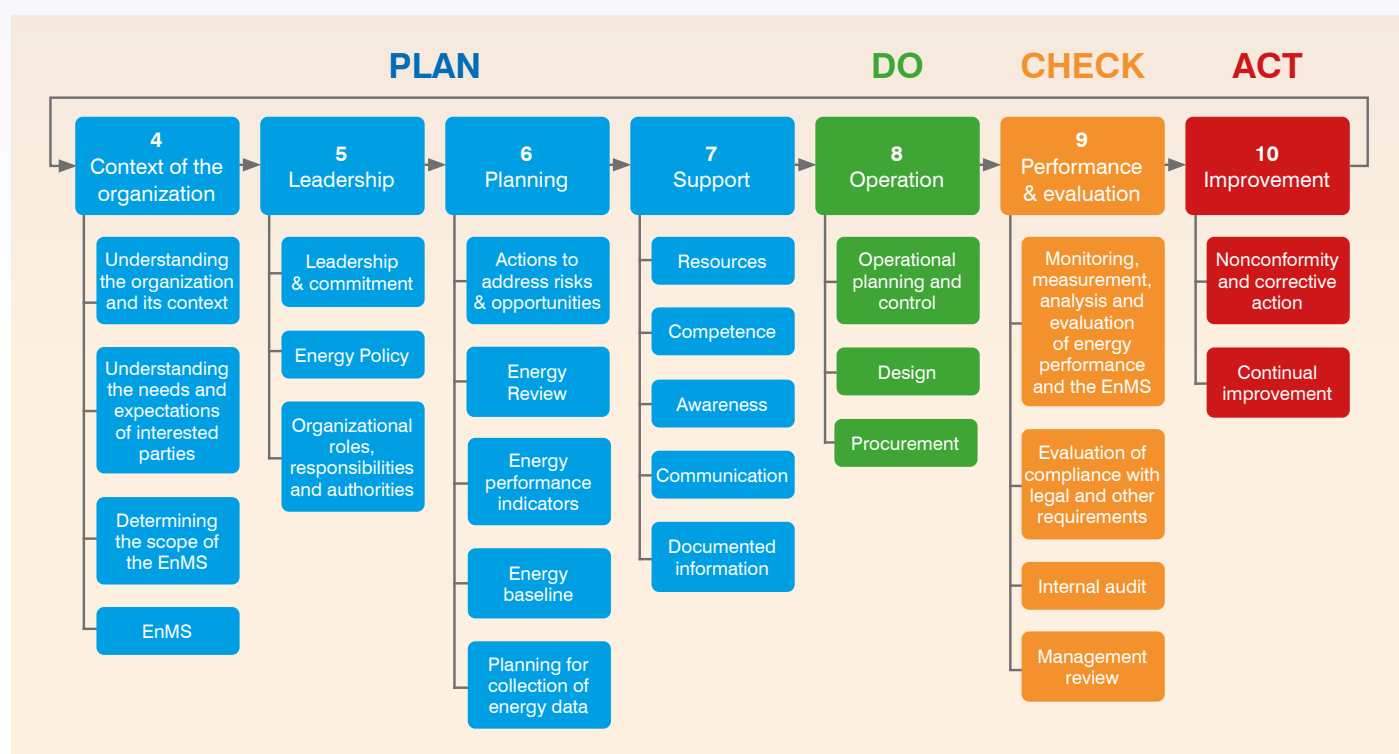 PLAN
DO
CHECK
ACT
4
Context of the
organization
Understanding
the organization
and its context
Understanding
the needs and
expectations
of interested
parties
Determining
the scope of
the EnMS
EnMS
5
Leadership
Leadership
& commitment
Energy Policy
Organizational
roles,
responsibilities
and authorities
6
Planning
Actions to
address risks
& opportunities
Energy
Review
Energy
performance
indicators
Energy
baseline
Planning for
collection of
energy data
7
Support
Resources
Competence
Awareness
Communication
Documented
information
8
Operation
Operational
planning and
control
Design
Procurement
9
Performance
& evaluation
Monitoring,
measurement,
analysis and
evaluation
of energy
performance
and the EnMS
Evaluation of
compliance with
legal and other
requirements
Internal audit
Management
review
10
Improvement
Nonconformity
and corrective
action
Continual
improvement